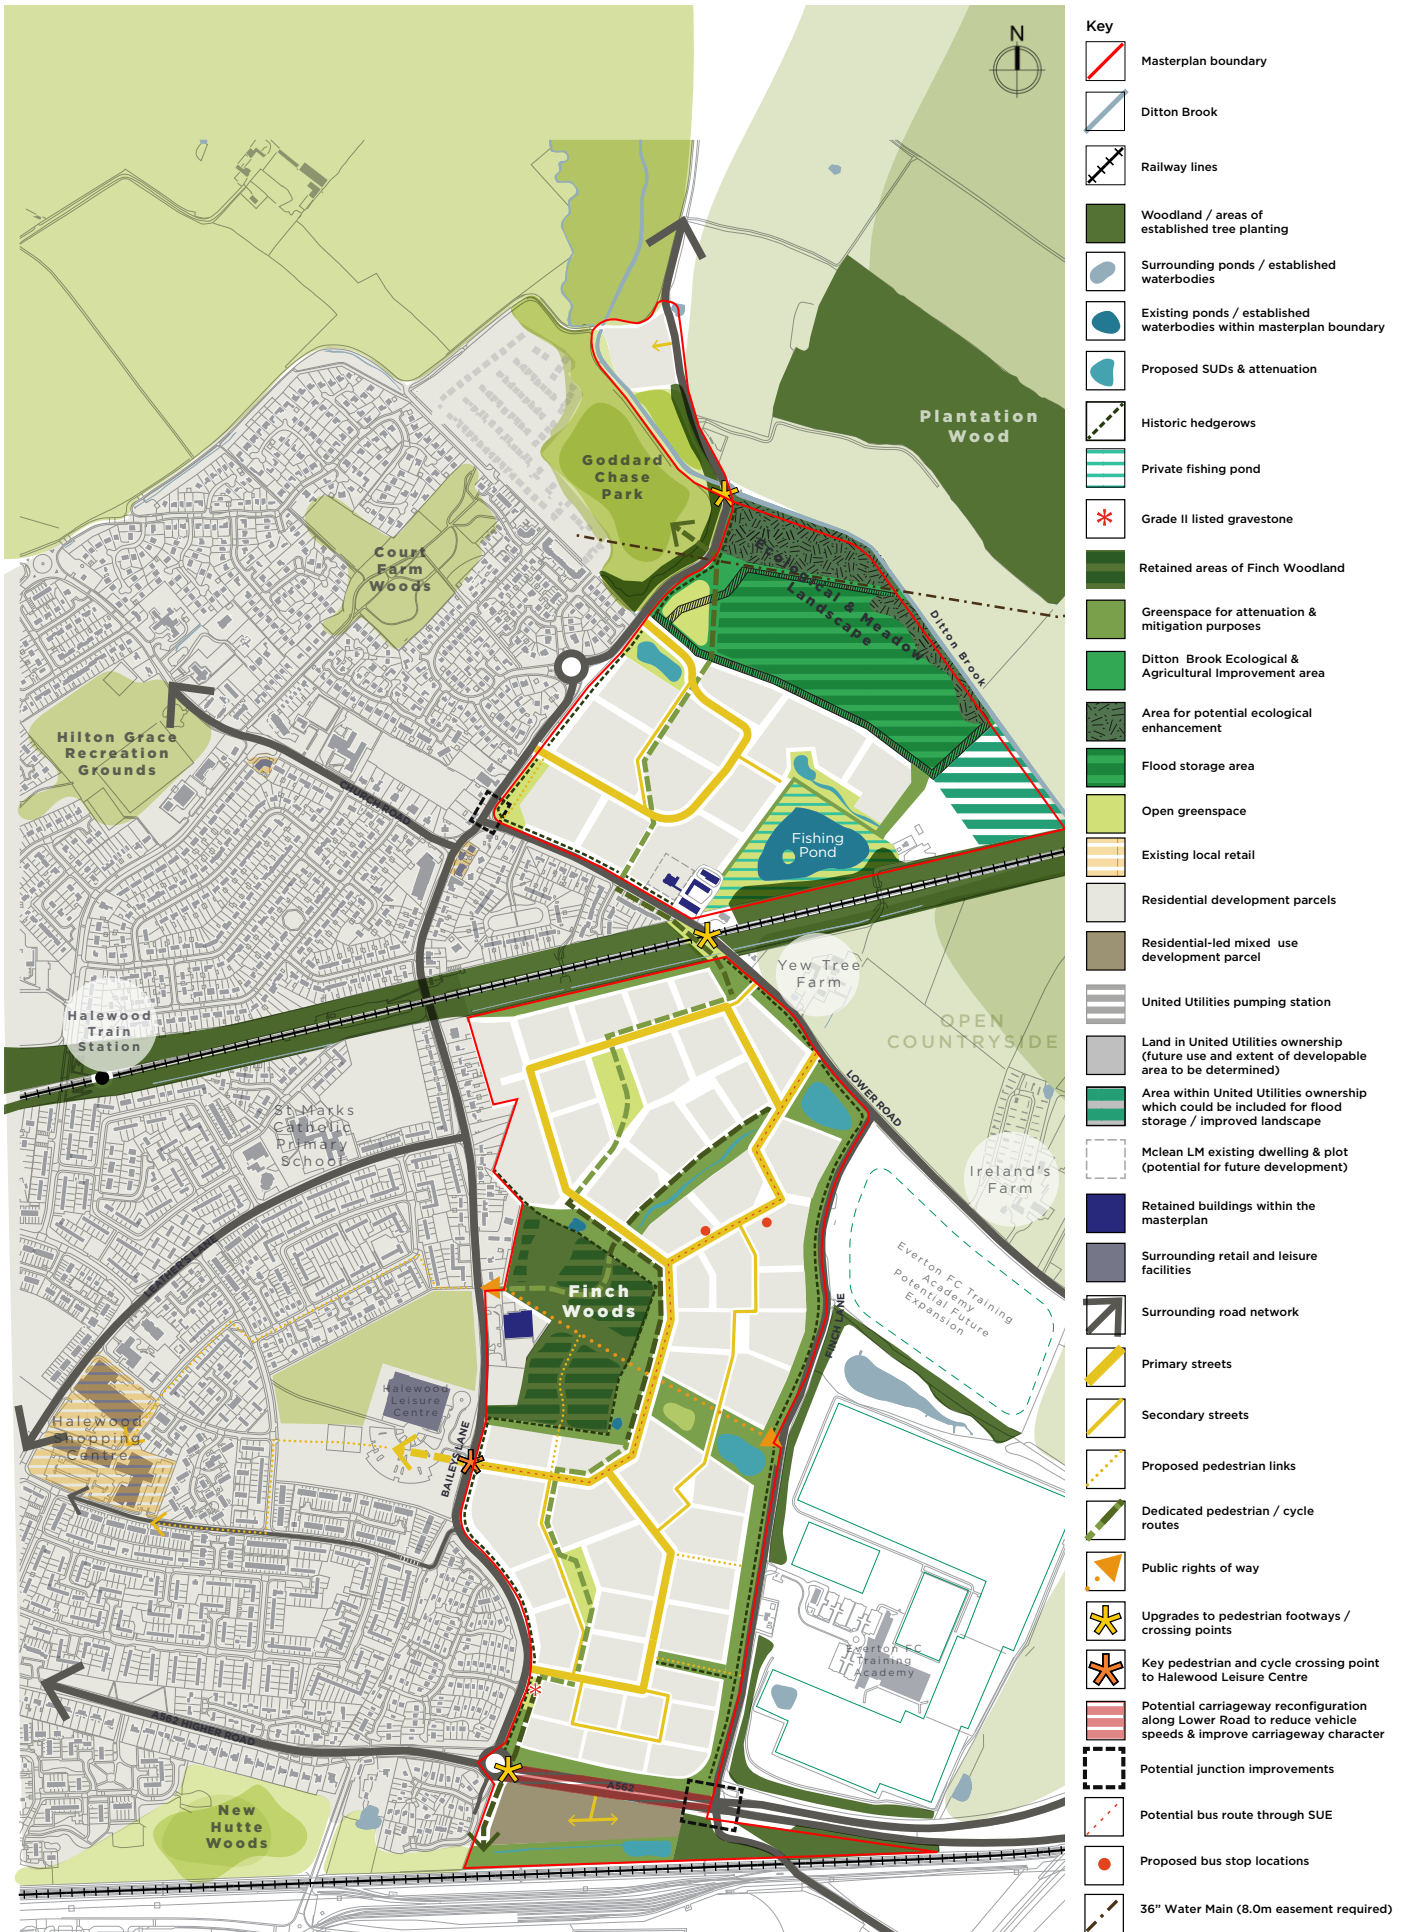 N
Plantation
Wood
Goddard
Chase
Park
Court
Farm
Woods
Ecological & Meadow
Landscape
Ditton Brook
Hilton Grace
Recreation
Grounds
CHURCH ROAD
Fishing
Pond
Yew Tree
Farm
Halewood
Train
Station
OPEN
COUNTRYSIDE
LOWER ROAD
St Marks
Catholic
Primary
School
Ireland's
Farm
LEATHERS LANE
Everton FC Training
Academy
Potential Future
Expansion
Finch
Woods
FINCH LANE
Halewood
Leisure
Centre
Halewood
Shopping
Centre
BAILEYS LANE
Everton FC
Training
Academy
A562 HIGHER ROAD
A562
New
Hutte
Woods
Key
Masterplan boundary
Ditton Brook
Railway lines
Woodland / areas of
established tree planting
Surrounding ponds / established
waterbodies
Existing ponds / established
waterbodies within masterplan boundary
Proposed SUDs & attenuation
Historic hedgerows
Private fishing pond
Grade II listed gravestone
Retained areas of Finch Woodland
Greenspace for attenuation &
mitigation purposes
Ditton Brook Ecological &
Agricultural Improvement area
Area for potential ecological
enhancement
Flood storage area
Open greenspace
Existing local retail
Residential development parcels
Residential-led mixed use
development parcel
United Utilities pumping station
Land in United Utilities ownership
(future use and extent of developable
area to be determined)
Area within United Utilities ownership
which could be included for flood
storage / improved landscape
Mclean LM existing dwelling & plot
(potential for future development)
Retained buildings within the
masterplan
Surrounding retail and leisure
facilities
Surrounding road network
Primary streets
Secondary streets
Proposed pedestrian links
Dedicated pedestrian / cycle
routes
Public rights of way
Upgrades to pedestrian footways /
crossing points
Key pedestrian and cycle crossing point
to Halewood Leisure Centre
Potential carriageway reconfiguration
along Lower Road to reduce vehicle
speeds & improve carriageway character
Potential junction improvements
Potential bus route through SUE
Proposed bus stop locations
36” Water Main (8.0m easement required)